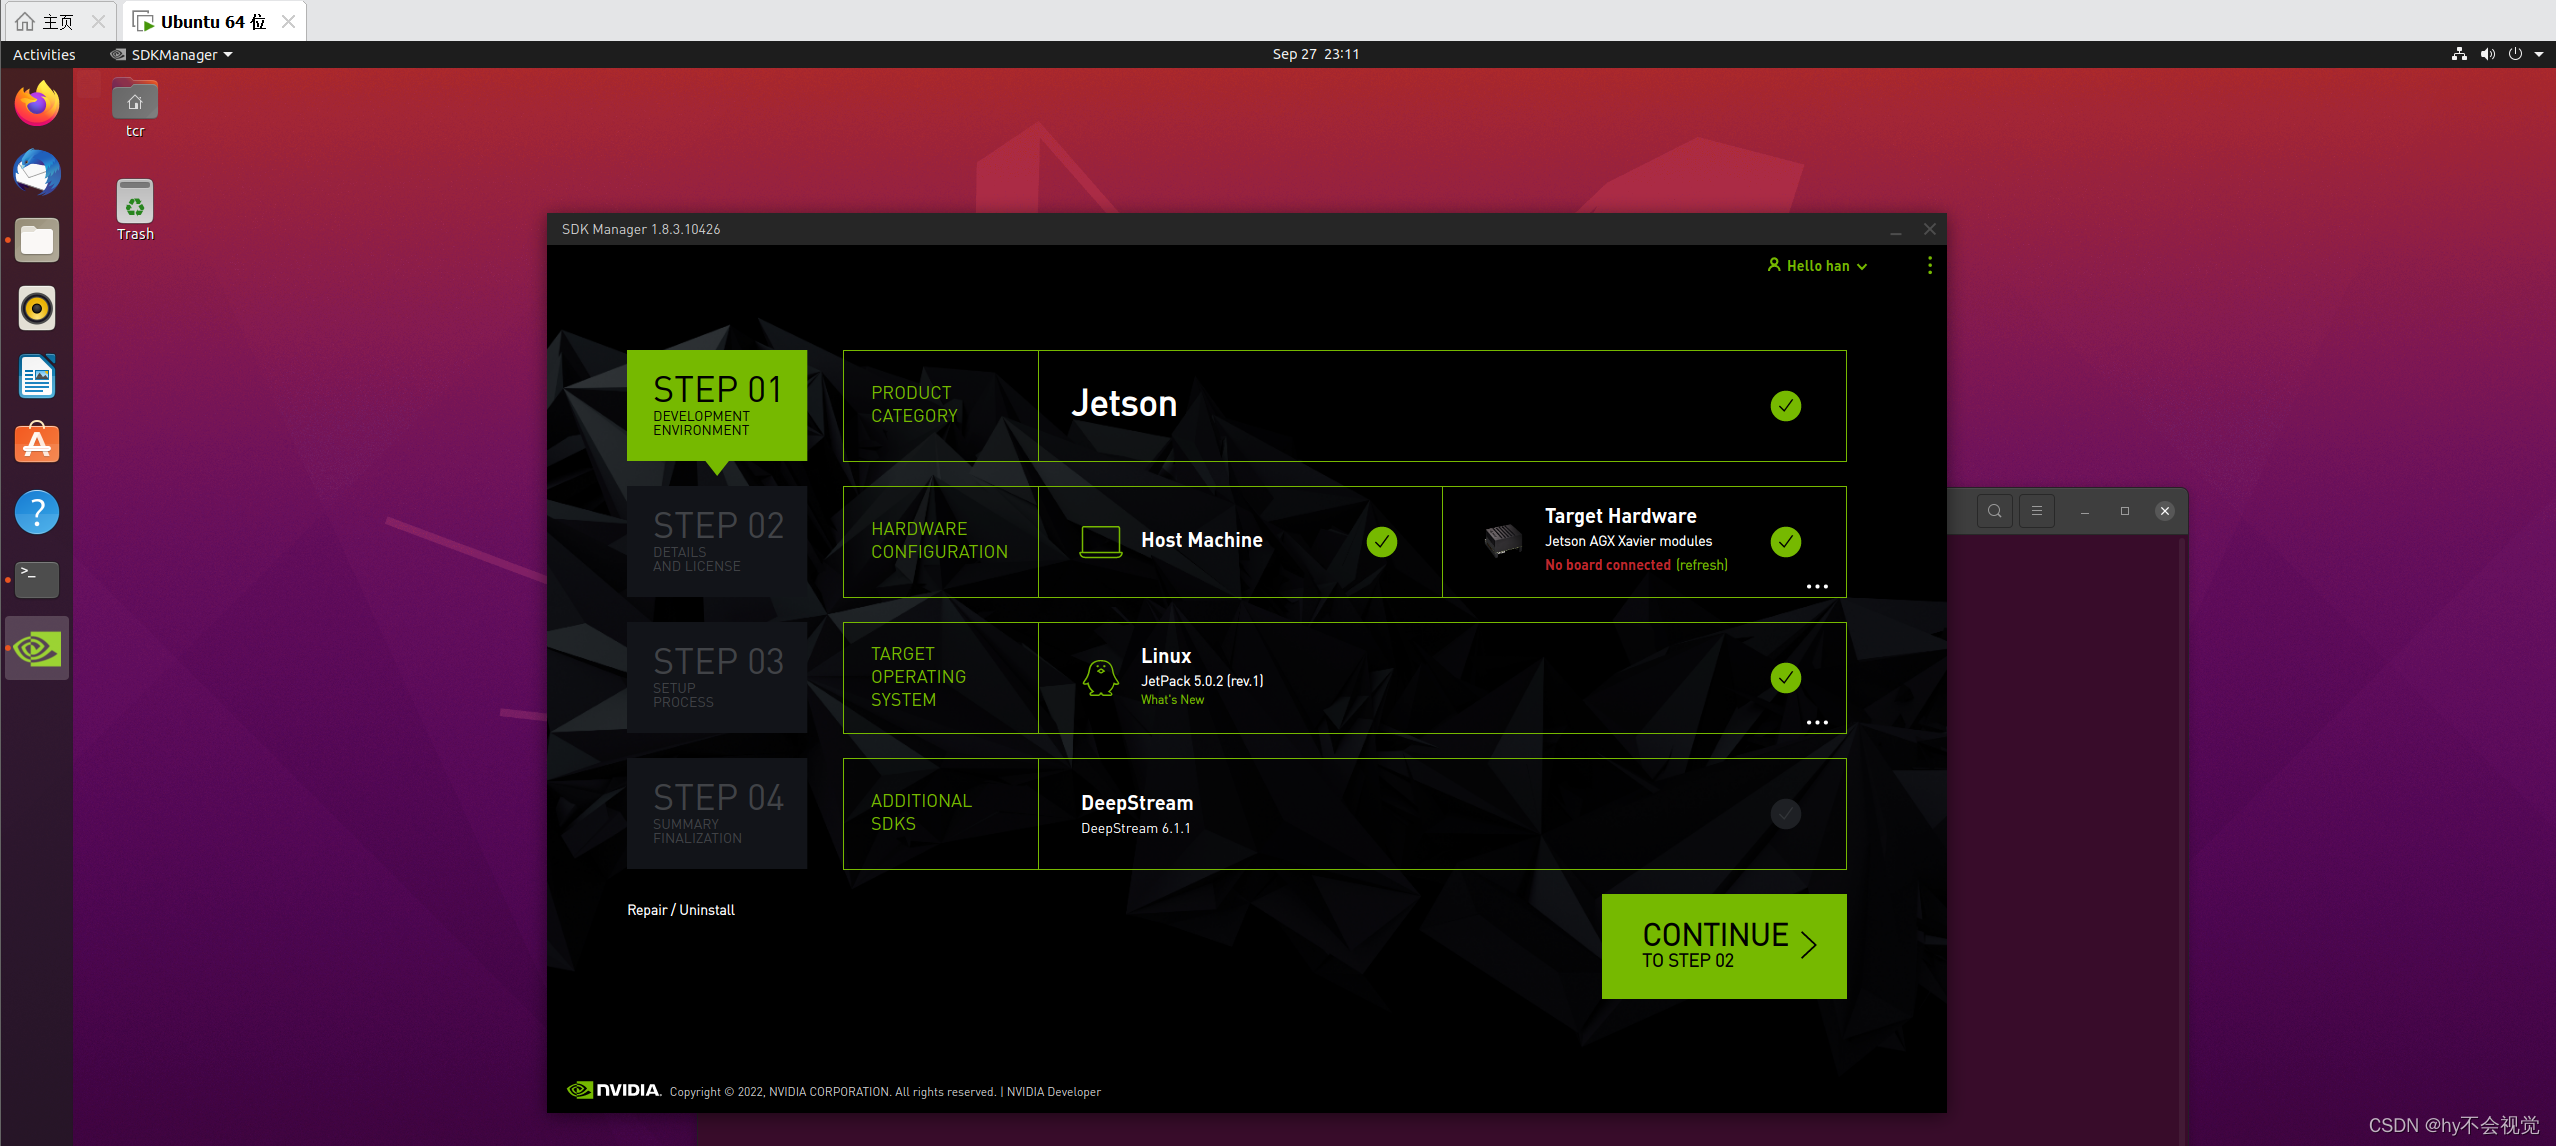 主页
Ubuntu 64 位
Activities
SDKManager
Sep 27 23:11
tcr
Trash
SDK Manager 1.8.3.10426
Hello han
STEP 01
DEVELOPMENT
ENVIRONMENT
PRODUCT
CATEGORY
Jetson
STEP 02
DETAILS
AND LICENSE
HARDWARE
CONFIGURATION
Host Machine
Target Hardware
Jetson AGX Xavier modules
No board connected (refresh)
STEP 03
SETUP
PROCESS
TARGET
OPERATING
SYSTEM
Linux
JetPack 5.0.2 (rev.1)
What's New
STEP 04
SUMMARY
FINALIZATION
ADDITIONAL
SDKS
DeepStream
DeepStream 6.1.1
Repair / Uninstall
CONTINUE
TO STEP 02
NVIDIA. Copyright © 2022, NVIDIA CORPORATION. All rights reserved. | NVIDIA Developer
CSDN @hy不会视觉